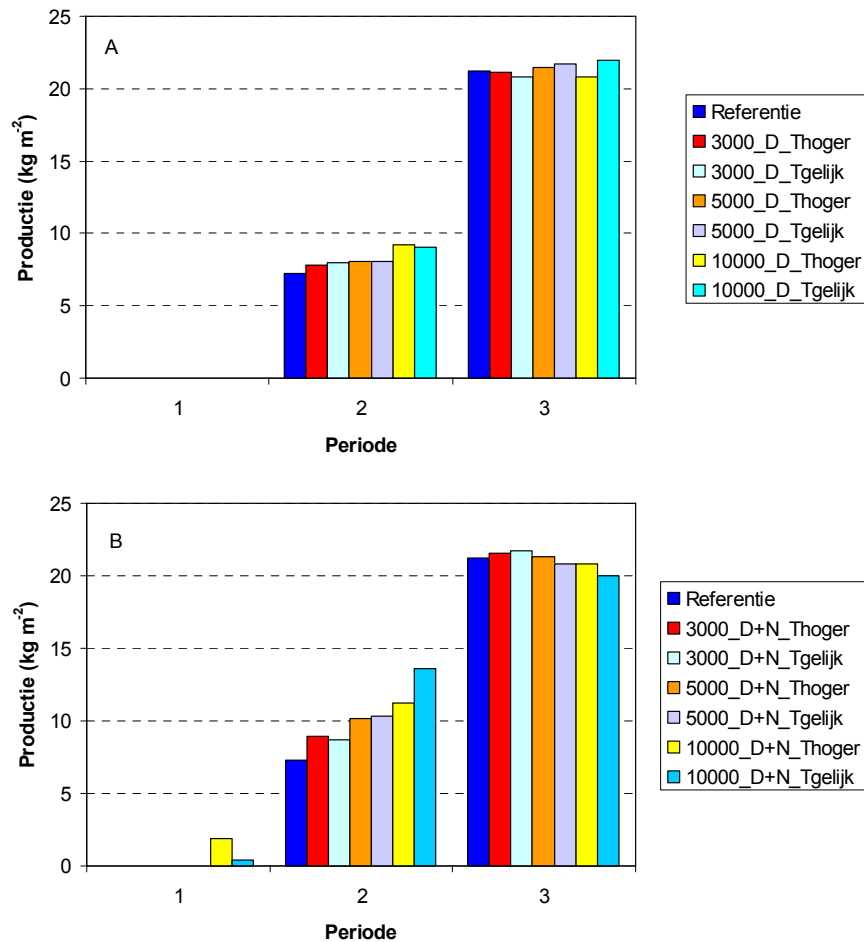 25
20
15
10
5
0
A
Productie (kg m-2)
1 2 3
Periode
Referentie
3000_D_Thoger
3000_D_Tgelijk
5000_D_Thoger
5000_D_Tgelijk
10000_D_Thoger
10000_D_Tgelijk
25
20
15
10
5
0
B
Productie (kg m-2)
1 2 3
Periode
Referentie
3000_D+N_Thoger
3000_D+N_Tgelijk
5000_D+N_Thoger
5000_D+N_Tgelijk
10000_D+N_Thoger
10000_D+N_Tgelijk